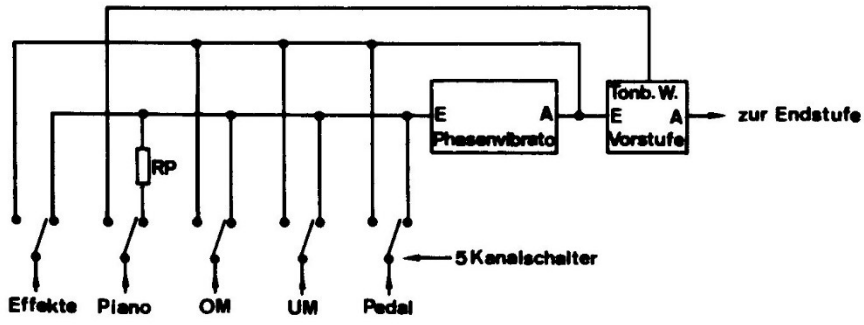 Tonb. W.
E A
Phasenvibrato
E A
Vorstufe
zur Endstufe
RP
5 Kanalschalter
Effekte Piano OM UM Pedal